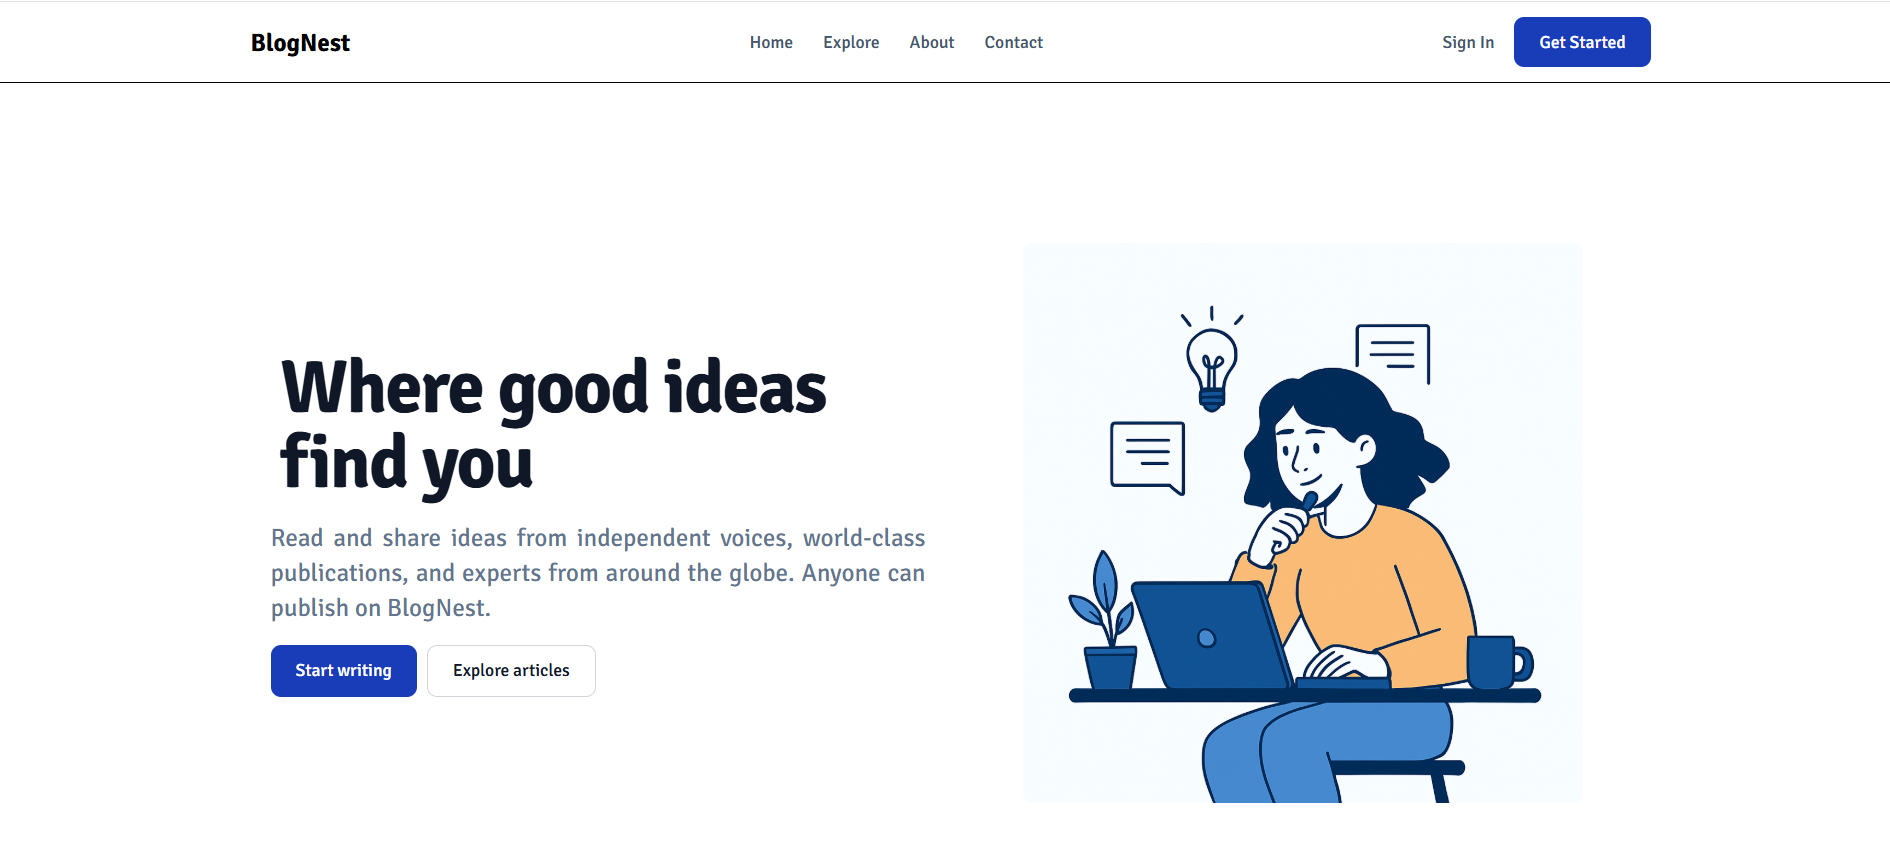 BlogNest
Home Explore About Contact
Sign In Get Started
Where good ideas
find you
Read and share ideas from independent voices, world-class
publications, and experts from around the globe. Anyone can
publish on BlogNest.
Start writing Explore articles